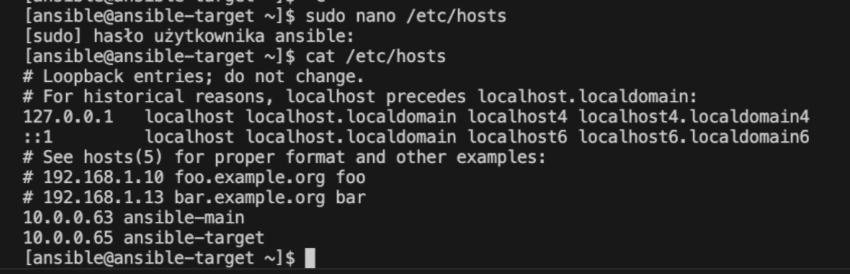 [ansible@ansible-target ~]$ sudo nano /etc/hosts
[sudo] hasło użytkownika ansible:
[ansible@ansible-target ~]$ cat /etc/hosts
# Loopback entries; do not change.
# For historical reasons, localhost precedes localhost.localdomain:
127.0.0.1   localhost localhost.localdomain localhost4 localhost4.localdomain4
::1         localhost localhost.localdomain localhost6 localhost6.localdomain6
# See hosts(5) for proper format and other examples:
# 192.168.1.10 foo.example.org foo
# 192.168.1.13 bar.example.org bar
10.0.0.63 ansible-main
10.0.0.65 ansible-target
[ansible@ansible-target ~]$